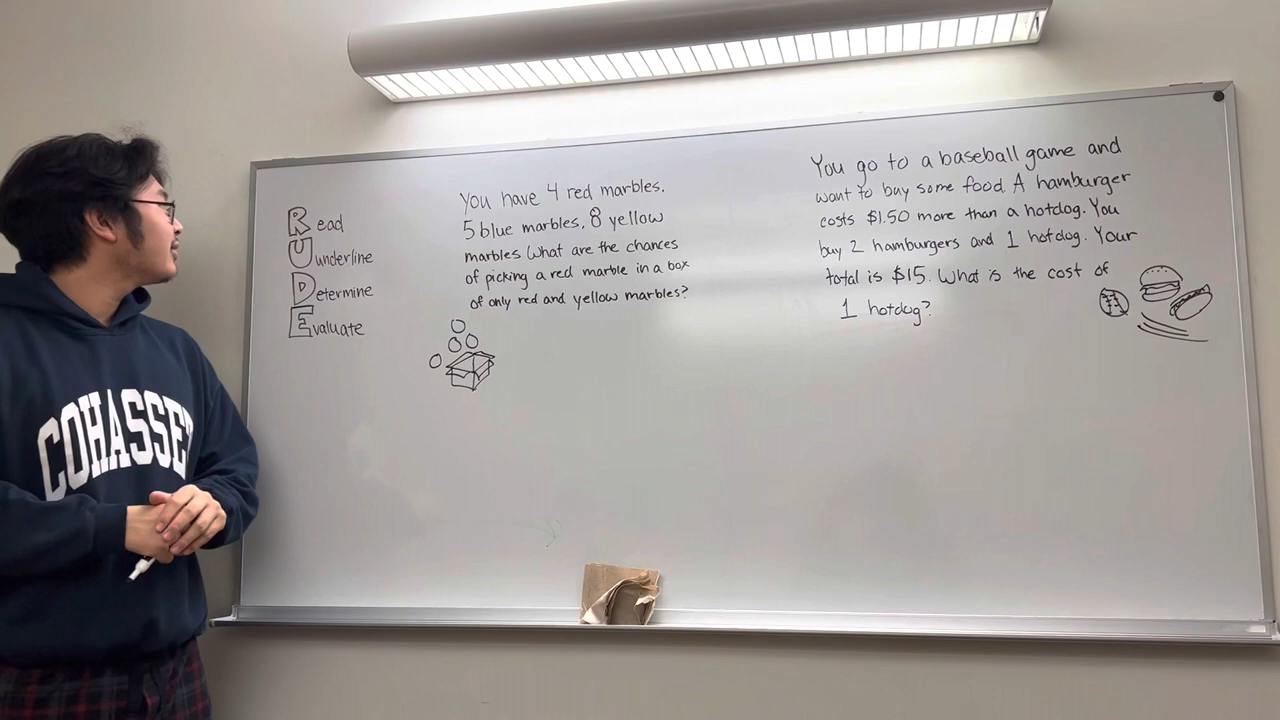 Read
Uunderline
Determine
Evaluate
You have 4 red marbles.
5 blue marbles, 8 yellow
marbles. What are the chances
of picking a red marble in a box
of only red and yellow marbles?
You go to a baseball game and
want to buy some food. A hamburger
costs $1.50 more than a hotdog. You
buy 2 hamburgers and 1 hotdog. Your
total is $15. What is the cost of
1 hotdog?
COHASSE